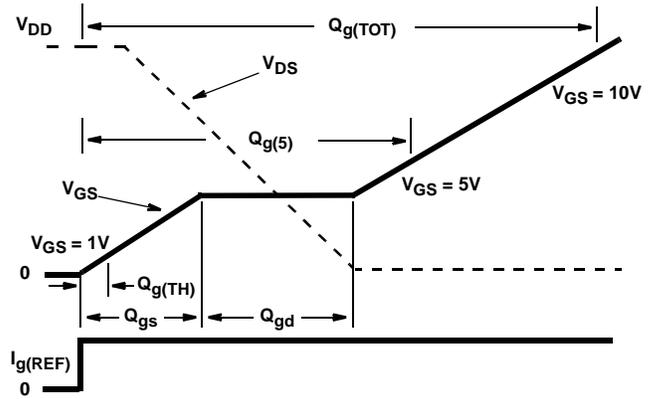 V_DD
Q_g(TOT)
V_DS
V_GS = 10V
Q_g(5)
V_GS
V_GS = 5V
V_GS = 1V
0
Q_g(TH)
Q_gs
Q_gd
I_g(REF)
0